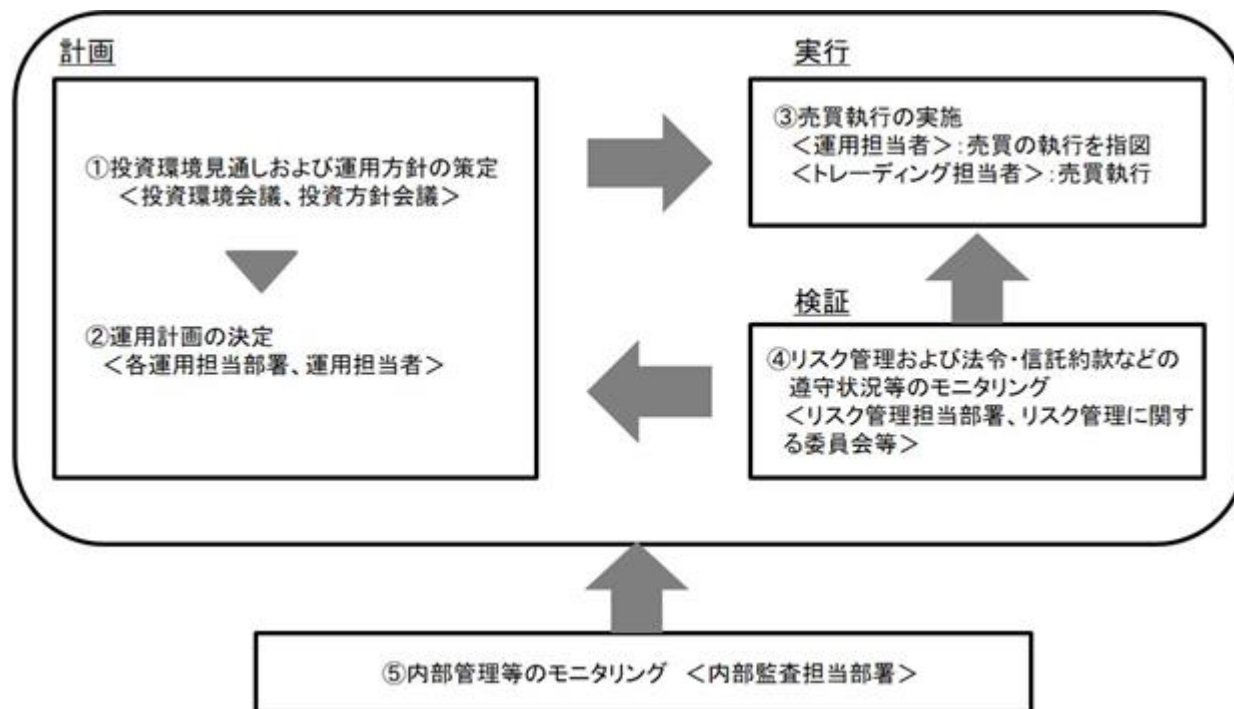 計画
①投資環境見通しおよび運用方針の策定
＜投資環境会議、投資方針会議＞
②運用計画の決定
＜各運用担当部署、運用担当者＞
実行
③売買執行の実施
＜運用担当者＞：売買の執行を指図
＜トレーディング担当者＞：売買執行
検証
④リスク管理および法令・信託約款などの
遵守状況等のモニタリング
＜リスク管理担当部署、リスク管理に関す
る委員会等＞
⑤内部管理等のモニタリング　＜内部監査担当部署＞